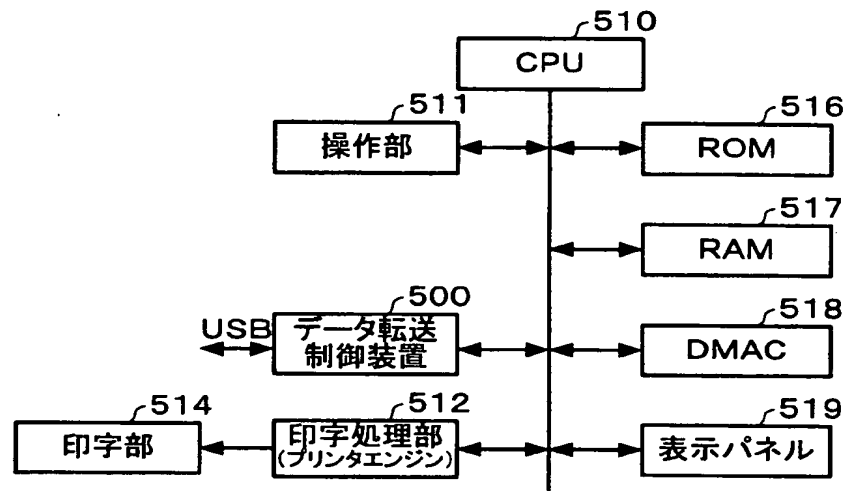 510
CPU
511
操作部
516
ROM
517
RAM
500
USB
データ転送
制御装置
518
DMAC
514
印字部
512
印字処理部
(プリンタエンジン)
519
表示パネル